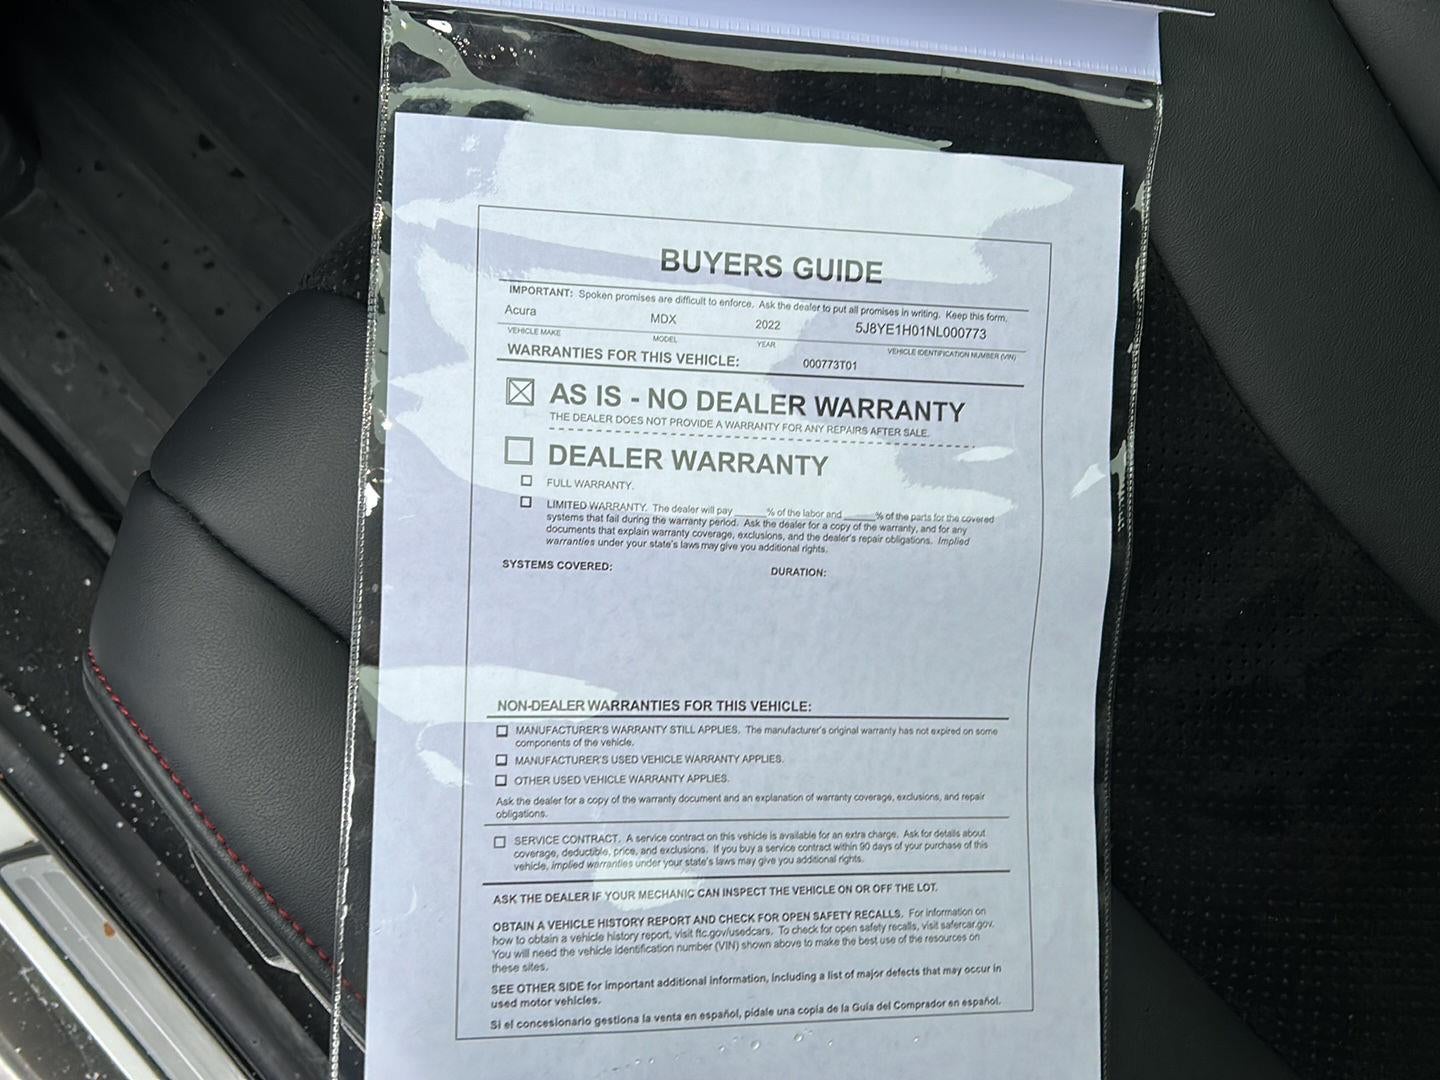 BUYERS GUIDE
IMPORTANT: Spoken promises are difficult to enforce. Ask the dealer to put all promises in writing. Keep this form.
Acura MDX 2022 5J8YE1H01NL000773
VEHICLE MAKE MODEL YEAR VEHICLE IDENTIFICATION NUMBER (VIN)
WARRANTIES FOR THIS VEHICLE: 000773T01
AS IS - NO DEALER WARRANTY
THE DEALER DOES NOT PROVIDE A WARRANTY FOR ANY REPAIRS AFTER SALE.
DEALER WARRANTY
FULL WARRANTY.
LIMITED WARRANTY. The dealer will pay ______% of the labor and ______% of the parts for the covered
systems that fail during the warranty period. Ask the dealer for a copy of the warranty, and for any
documents that explain warranty coverage, exclusions, and the dealer's repair obligations. Implied
warranties under your state's laws may give you additional rights.
SYSTEMS COVERED: DURATION:
NON-DEALER WARRANTIES FOR THIS VEHICLE:
MANUFACTURER'S WARRANTY STILL APPLIES. The manufacturer's original warranty has not expired on some
components of the vehicle.
MANUFACTURER'S USED VEHICLE WARRANTY APPLIES.
OTHER USED VEHICLE WARRANTY APPLIES.
Ask the dealer for a copy of the warranty document and an explanation of warranty coverage, exclusions, and repair
obligations.
SERVICE CONTRACT. A service contract on this vehicle is available for an extra charge. Ask for details about
coverage, deductible, price, and exclusions. If you buy a service contract within 90 days of your purchase of this
vehicle, implied warranties under your state's laws may give you additional rights.
ASK THE DEALER IF YOUR MECHANIC CAN INSPECT THE VEHICLE ON OR OFF THE LOT.
OBTAIN A VEHICLE HISTORY REPORT AND CHECK FOR OPEN SAFETY RECALLS. For information on
how to obtain a vehicle history report, visit ftc.gov/usedcars. To check for open safety recalls, visit safercar.gov.
You will need the vehicle identification number (VIN) shown above to make the best use of the resources on
these sites.
SEE OTHER SIDE for important additional information, including a list of major defects that may occur in
used motor vehicles.
Si el concesionario gestiona la venta en español, pídale una copia de la Guía del Comprador en español.